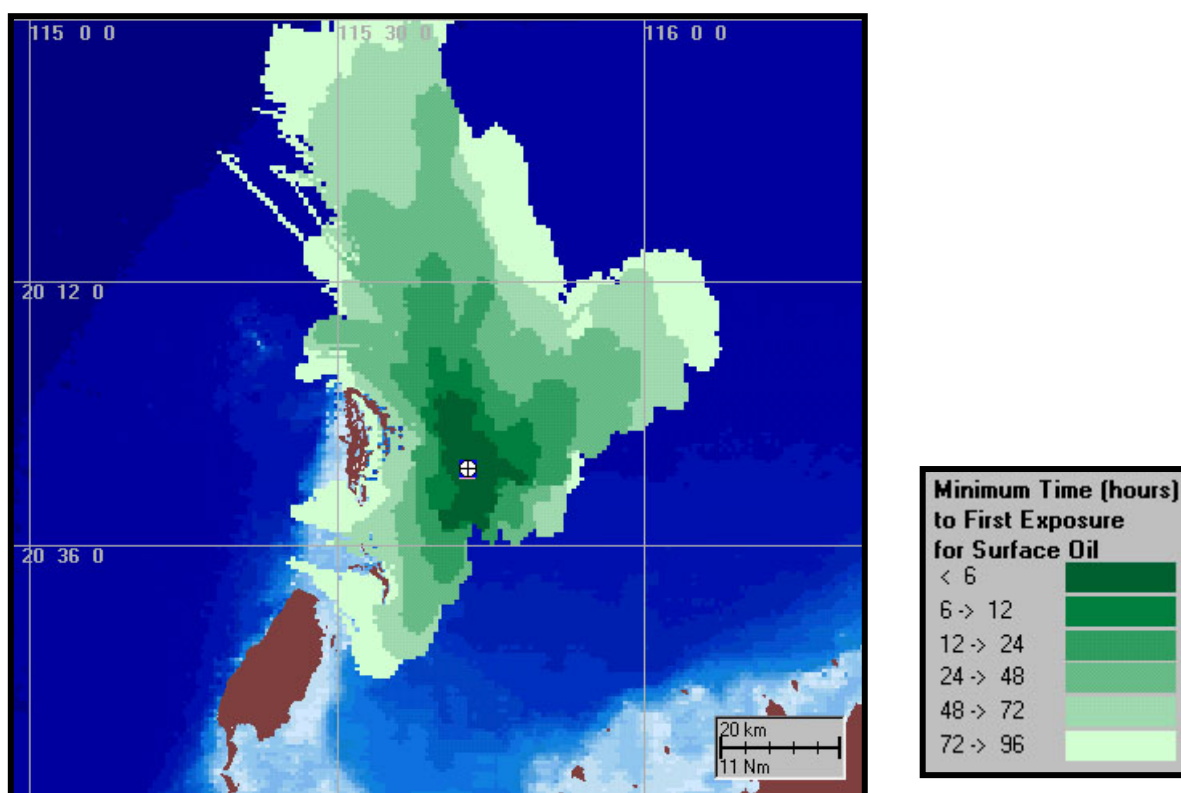 115 0 0
115 30 0
116 0 0
20 12 0
20 36 0
20 km
11 Nm
Minimum Time (hours)
to First Exposure
for Surface Oil
< 6
6 -> 12
12 -> 24
24 -> 48
48 -> 72
72 -> 96